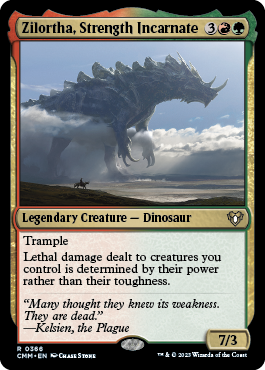 Zilortha, Strength Incarnate 3
Legendary Creature — Dinosaur
Trample
Lethal damage dealt to creatures you
control is determined by their power
rather than their toughness.
“Many thought they knew its weakness.
They are dead.”
—Kelsien, the Plague
7/3
R 0366
CMM • EN Chase Stone
™ & © 2023 Wizards of the Coast